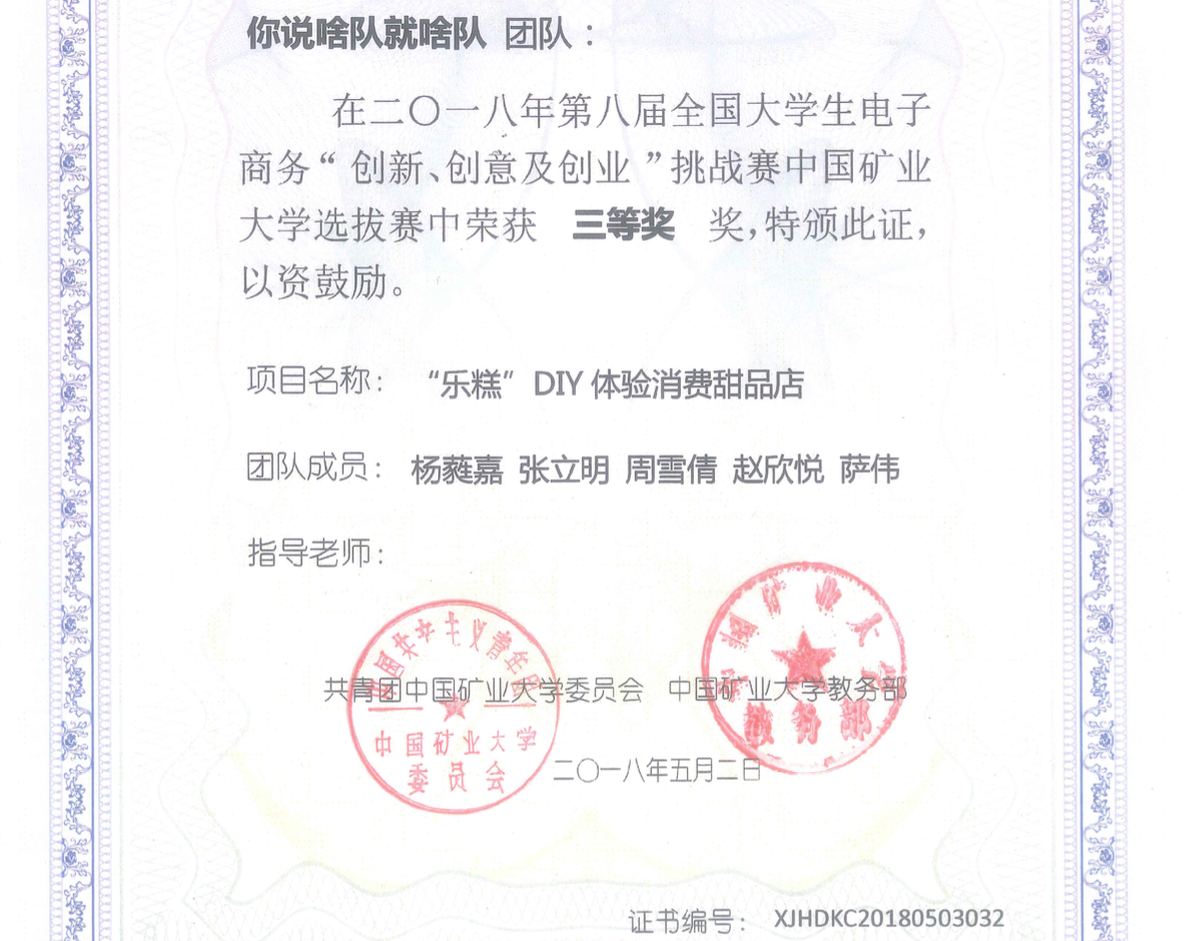 你说啥队就啥队 团队：
在二〇一八年第八届全国大学生电子
商务“创新、创意及创业”挑战赛中国矿业
大学选拔赛中荣获 三等奖 奖，特颁此证，
以资鼓励。
项目名称： “乐糕” DIY 体验消费甜品店
团队成员： 杨蕤嘉 张立明 周雪倩 赵欣悦 萨伟
指导老师：
中国共产主义青年团
共青团中国矿业大学委员会 中国矿业大学教务部
中国矿业大学
委员会
中国矿业大学
教务部
二〇一八年五月二日
证书编号： XJHDKC20180503032